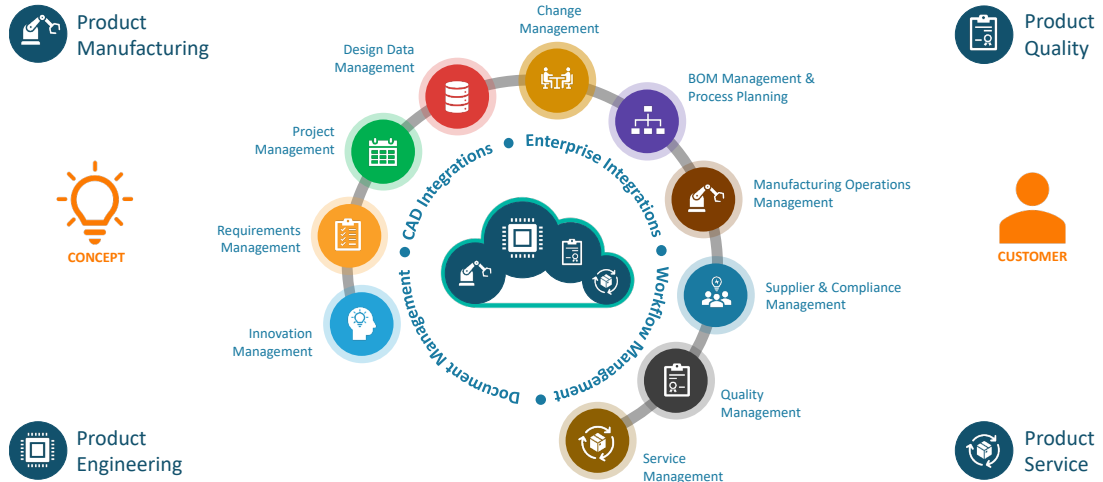 Product
Manufacturing
Change
Management
Product
Quality
Design Data
Management
BOM Management &
Process Planning
Project
Management
CAD Integrations
Enterprise Integrations
Manufacturing Operations
Management
Requirements
Management
CONCEPT
CUSTOMER
Supplier & Compliance
Management
Innovation
Management
Document Management
Workflow Management
Quality
Management
Product
Engineering
Service
Management
Product
Service